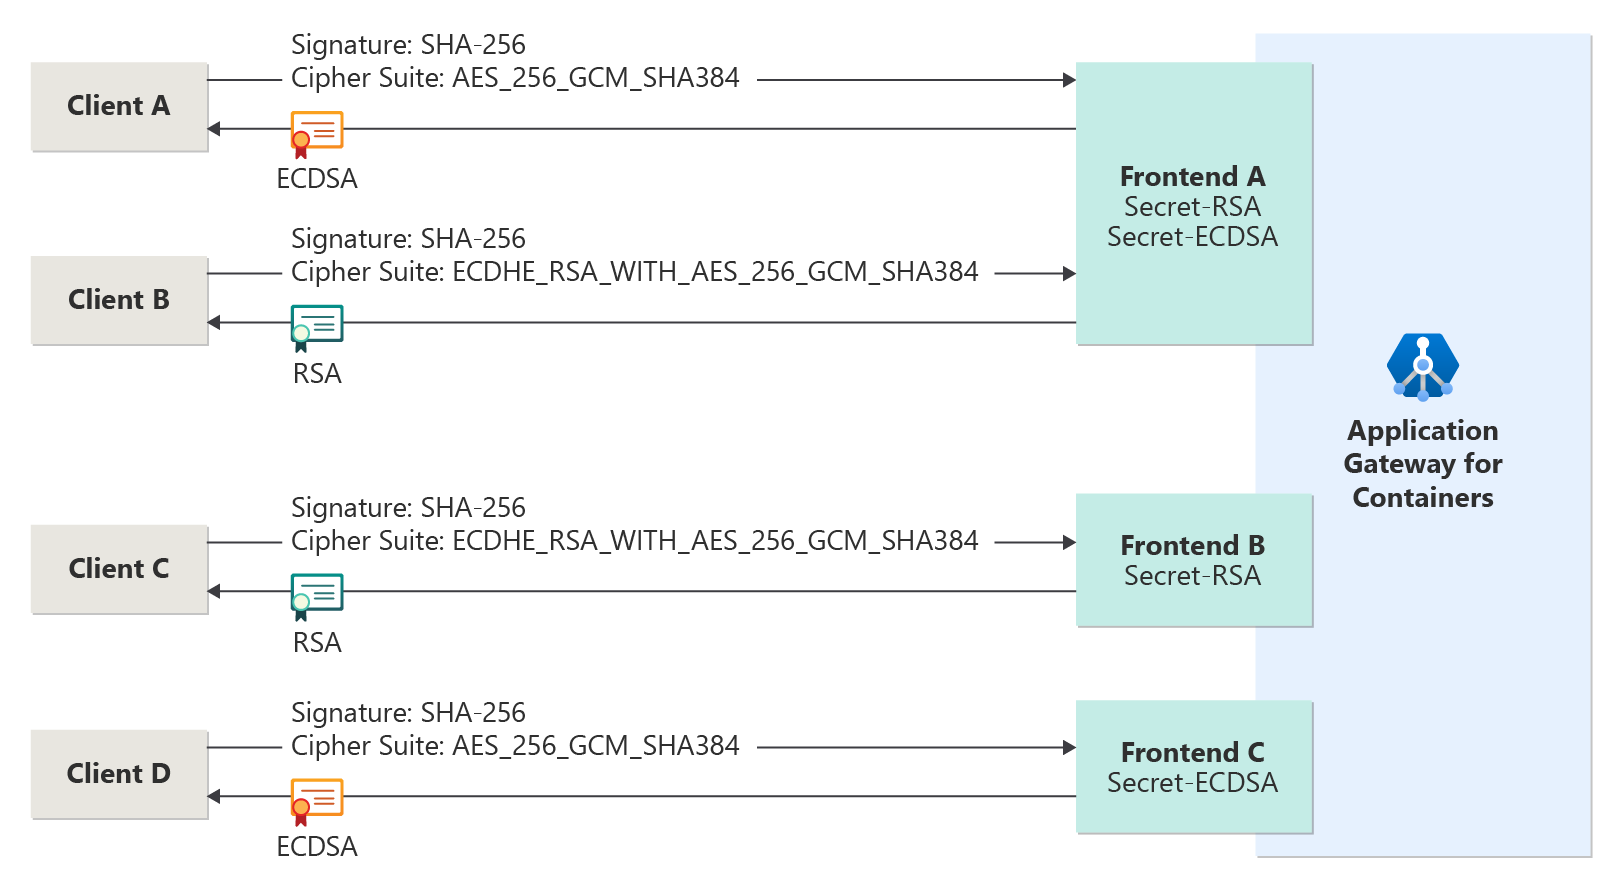 Signature: SHA-256
Cipher Suite: AES_256_GCM_SHA384
Client A
ECDSA
Frontend A
Secret-RSA
Secret-ECDSA
Signature: SHA-256
Cipher Suite: ECDHE_RSA_WITH_AES_256_GCM_SHA384
Client B
RSA
Application
Gateway for
Containers
Signature: SHA-256
Cipher Suite: ECDHE_RSA_WITH_AES_256_GCM_SHA384
Client C
RSA
Frontend B
Secret-RSA
Signature: SHA-256
Cipher Suite: AES_256_GCM_SHA384
Client D
ECDSA
Frontend C
Secret-ECDSA